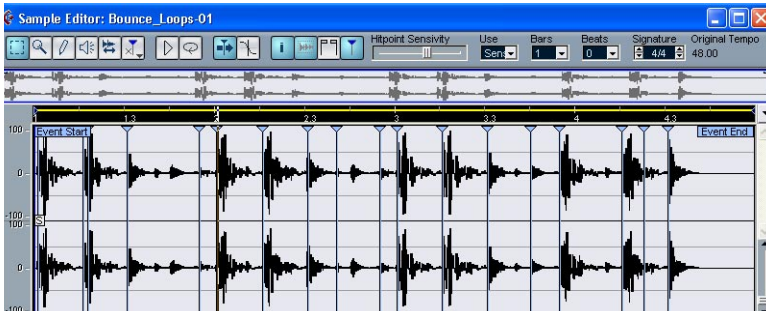 Sample Editor: Bounce_Loops-01
Hitpoint Sensivity Use Bars Beats Signature Original Tempo
Sens 1 0 4/4 48.00
1.3 2 2.3 3 3.3 4 4.3
100 Event Start Event End
0
-100
100 S
0
-100